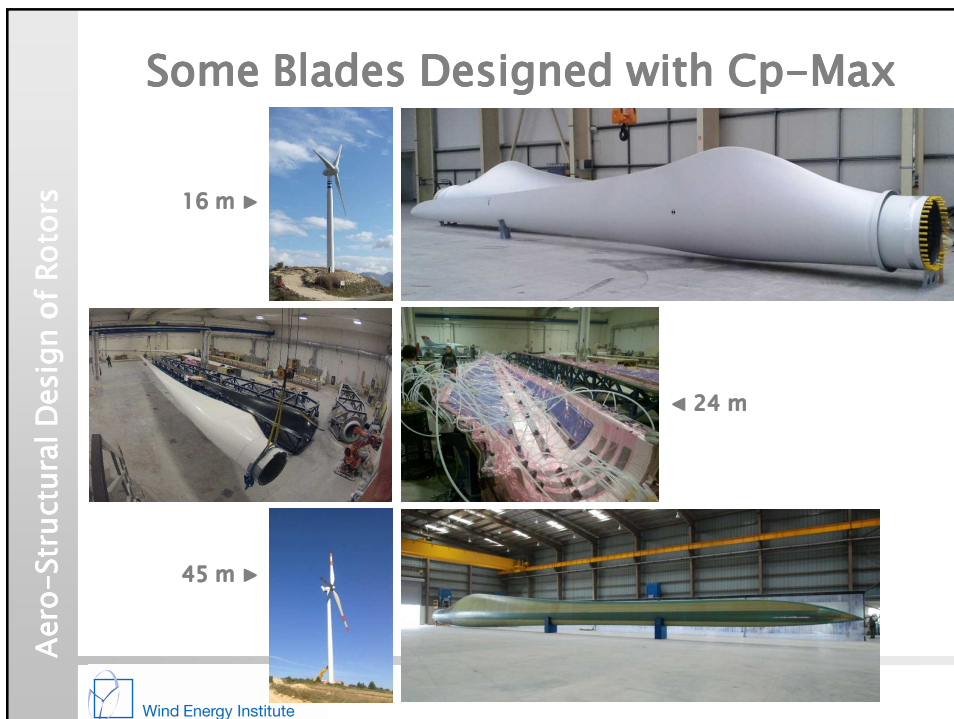 Some Blades Designed with Cp-Max
Aero-Structural Design of Rotors
16 m ►
◄ 24 m
45 m ►
Wind Energy Institute